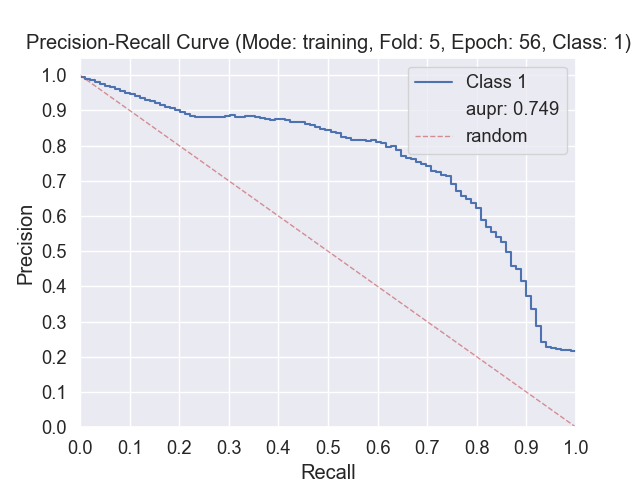 Precision-Recall Curve (Mode: training, Fold: 5, Epoch: 56, Class: 1)
1.0
0.9
0.8
0.7
0.6
0.5
0.4
0.3
0.2
0.1
0.0
Precision
Class 1
aupr: 0.749
random
0.0 0.1 0.2 0.3 0.4 0.5 0.6 0.7 0.8 0.9 1.0
Recall